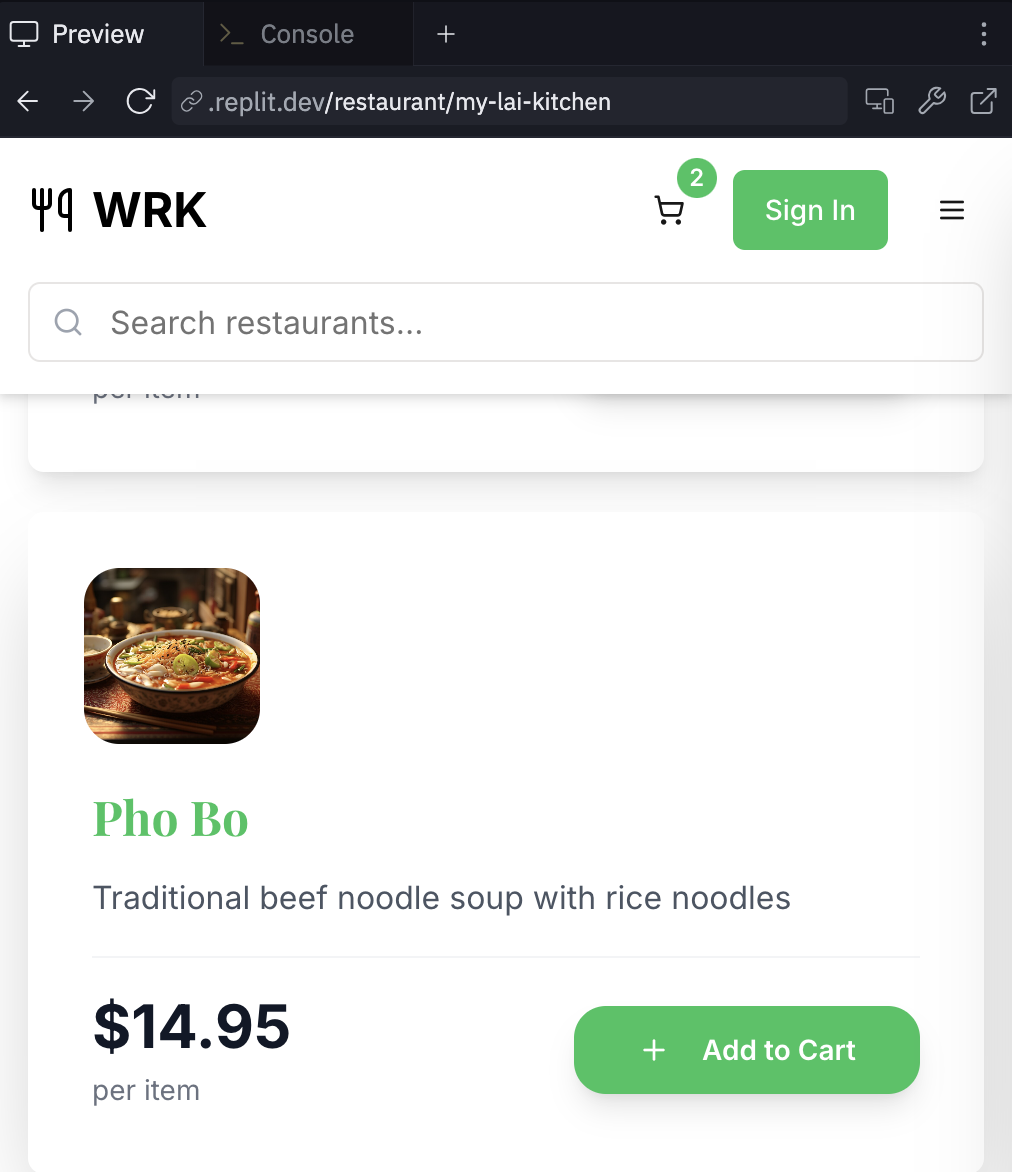 Preview
Console
.replit.dev/restaurant/my-lai-kitchen
WRK
2
Sign In
Search restaurants...
per item
Pho Bo
Traditional beef noodle soup with rice noodles
$14.95
Add to Cart
per item